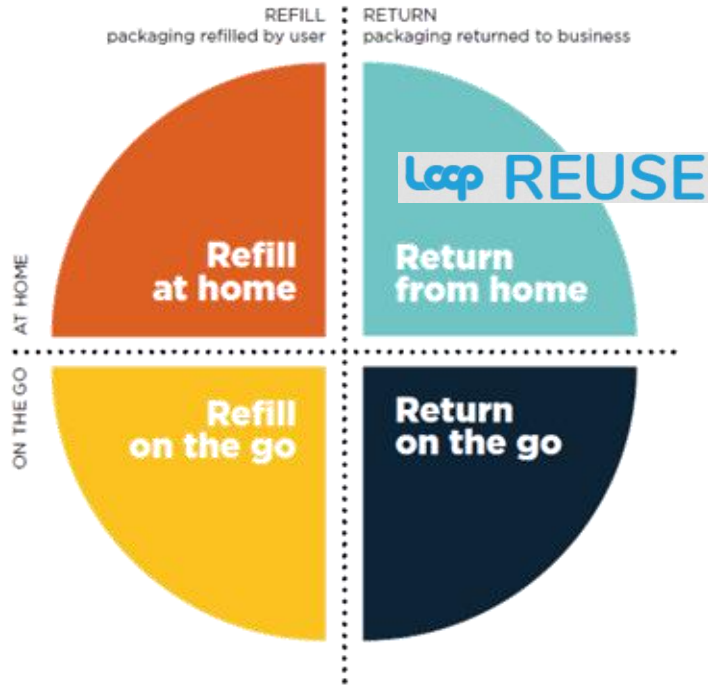 REFILL
packaging refilled by user
RETURN
packaging returned to business
Loop REUSE
Refill
at home
Return
from home
AT HOME
ON THE GO
Refill
on the go
Return
on the go